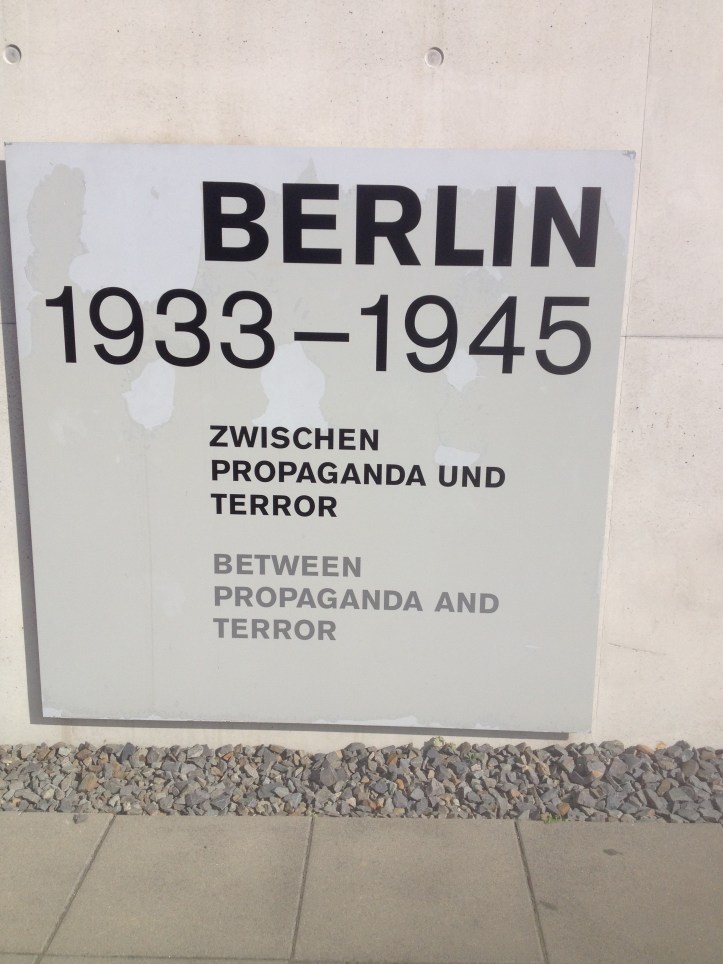 BERLIN
1933–1945
ZWISCHEN
PROPAGANDA UND
TERROR
BETWEEN
PROPAGANDA AND
TERROR